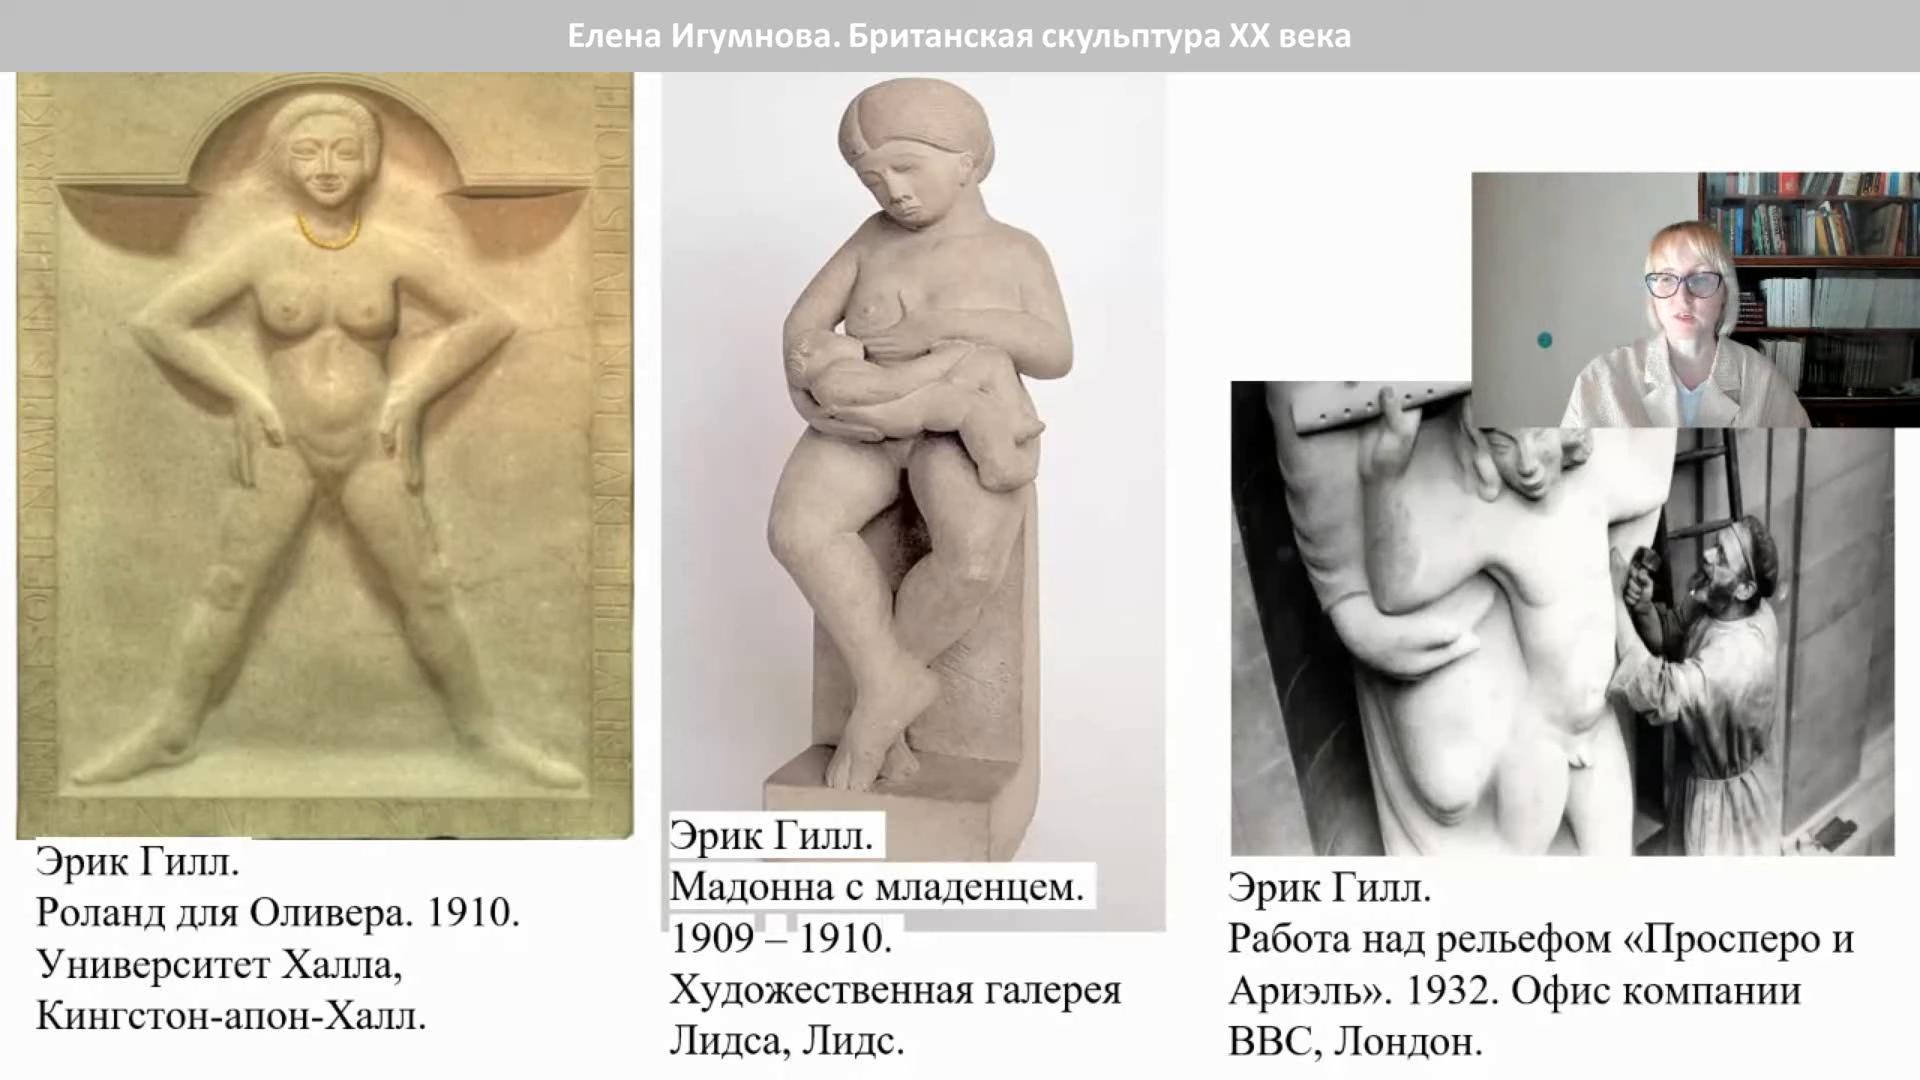 Елена Игумнова. Британская скульптура XX века
Эрик Гилл.
Роланд для Оливера. 1910.
Университет Халла,
Кингстон-апон-Халл.
Эрик Гилл.
Мадонна с младенцем.
1909 – 1910.
Художественная галерея
Лидса, Лидс.
Эрик Гилл.
Работа над рельефом «Просперо и
Ариэль». 1932. Офис компании
BBC, Лондон.